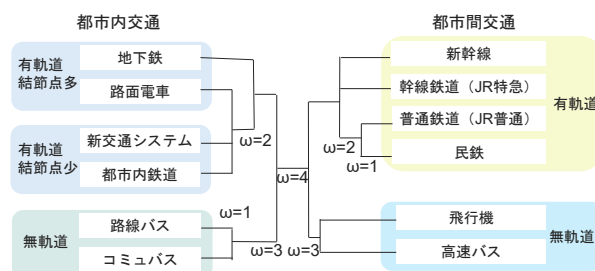 都市内交通
有軌道
結節点多
地下鉄
路面電車
有軌道
結節点少
新交通システム
都市内鉄道
無軌道
路線バス
コミュバス
ω=2
ω=1
ω=3
ω=4
都市間交通
新幹線
幹線鉄道（JR特急）
普通鉄道（JR普通）
民鉄
有軌道
ω=2
ω=1
飛行機
高速バス
無軌道
ω=3